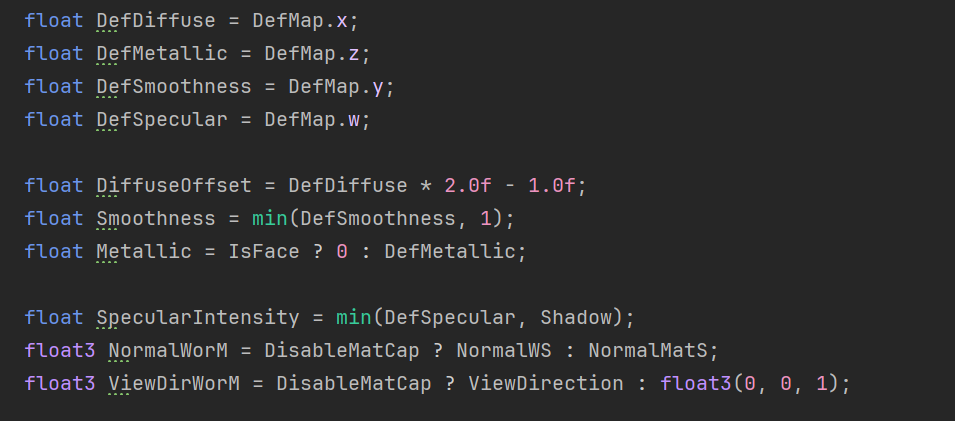 float DefDiffuse = DefMap.x;
float DefMetallic = DefMap.z;
float DefSmoothness = DefMap.y;
float DefSpecular = DefMap.w;
float DiffuseOffset = DefDiffuse * 2.0f - 1.0f;
float Smoothness = min(DefSmoothness, 1);
float Metallic = IsFace ? 0 : DefMetallic;
float SpecularIntensity = min(DefSpecular, Shadow);
float3 NormalWorM = DisableMatCap ? NormalWS : NormalMatS;
float3 ViewDirWorM = DisableMatCap ? ViewDirection : float3(0, 0, 1);